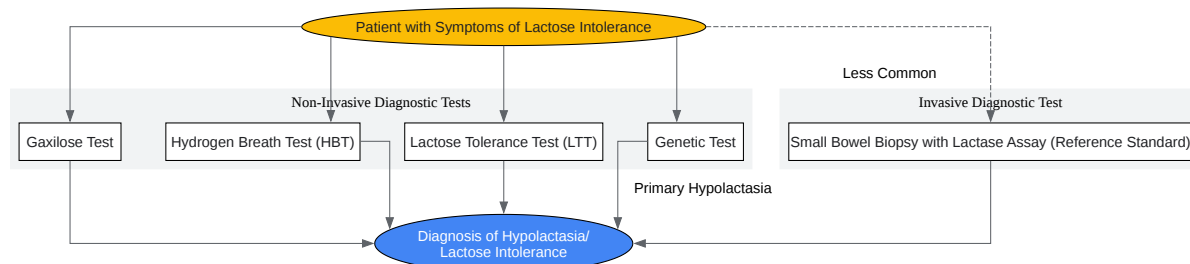 Patient with Symptoms of Lactose Intolerance
Less Common
Non-Invasive Diagnostic Tests
Invasive Diagnostic Test
Gaxilose Test
Hydrogen Breath Test (HBT)
Lactose Tolerance Test (LTT)
Genetic Test
Small Bowel Biopsy with Lactase Assay (Reference Standard)
Primary Hypolactasia
Diagnosis of Hypolactasia/
Lactose Intolerance